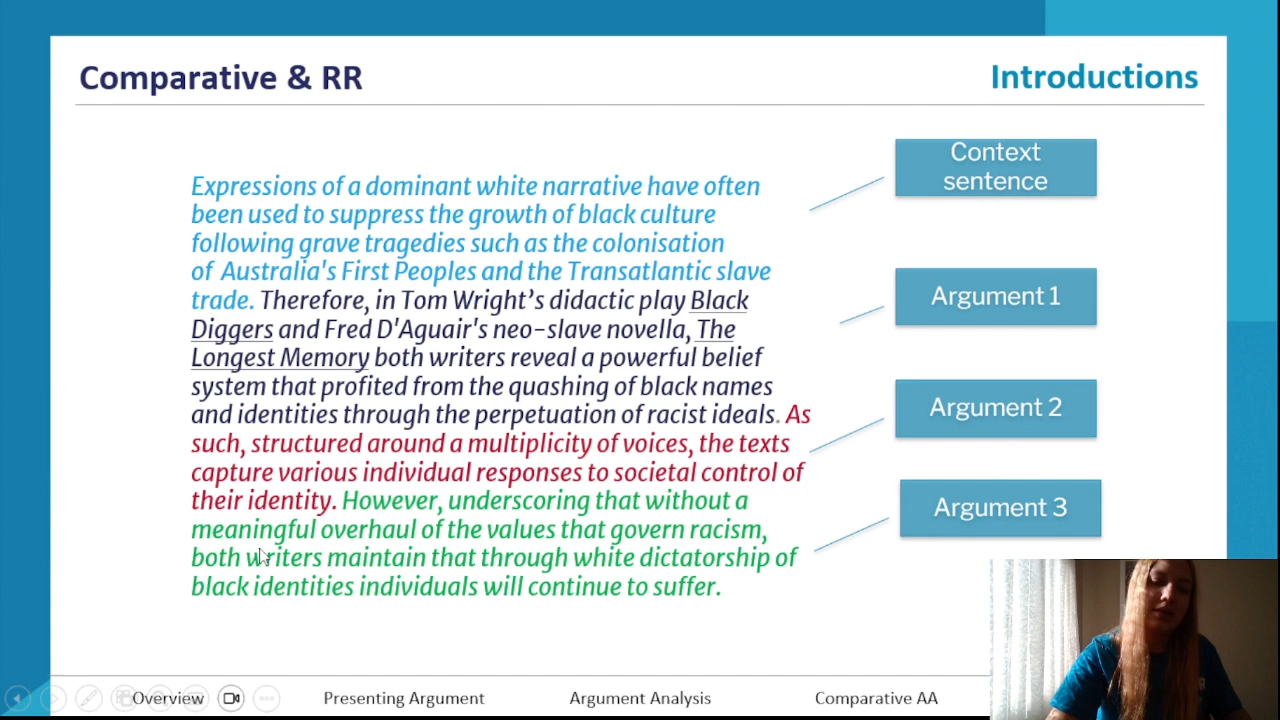 Comparative & RR
Introductions
Expressions of a dominant white narrative have often
been used to suppress the growth of black culture
following grave tragedies such as the colonisation
of Australia's First Peoples and the Transatlantic slave
trade. Therefore, in Tom Wright's didactic play Black
Diggers and Fred D'Aguair's neo-slave novella, The
Longest Memory both writers reveal a powerful belief
system that profited from the quashing of black names
and identities through the perpetuation of racist ideals. As
such, structured around a multiplicity of voices, the texts
capture various individual responses to societal control of
their identity. However, underscoring that without a
meaningful overhaul of the values that govern racism,
both writers maintain that through white dictatorship of
black identities individuals will continue to suffer.
Context
sentence
Argument 1
Argument 2
Argument 3
Overview
Presenting Argument
Argument Analysis
Comparative AA